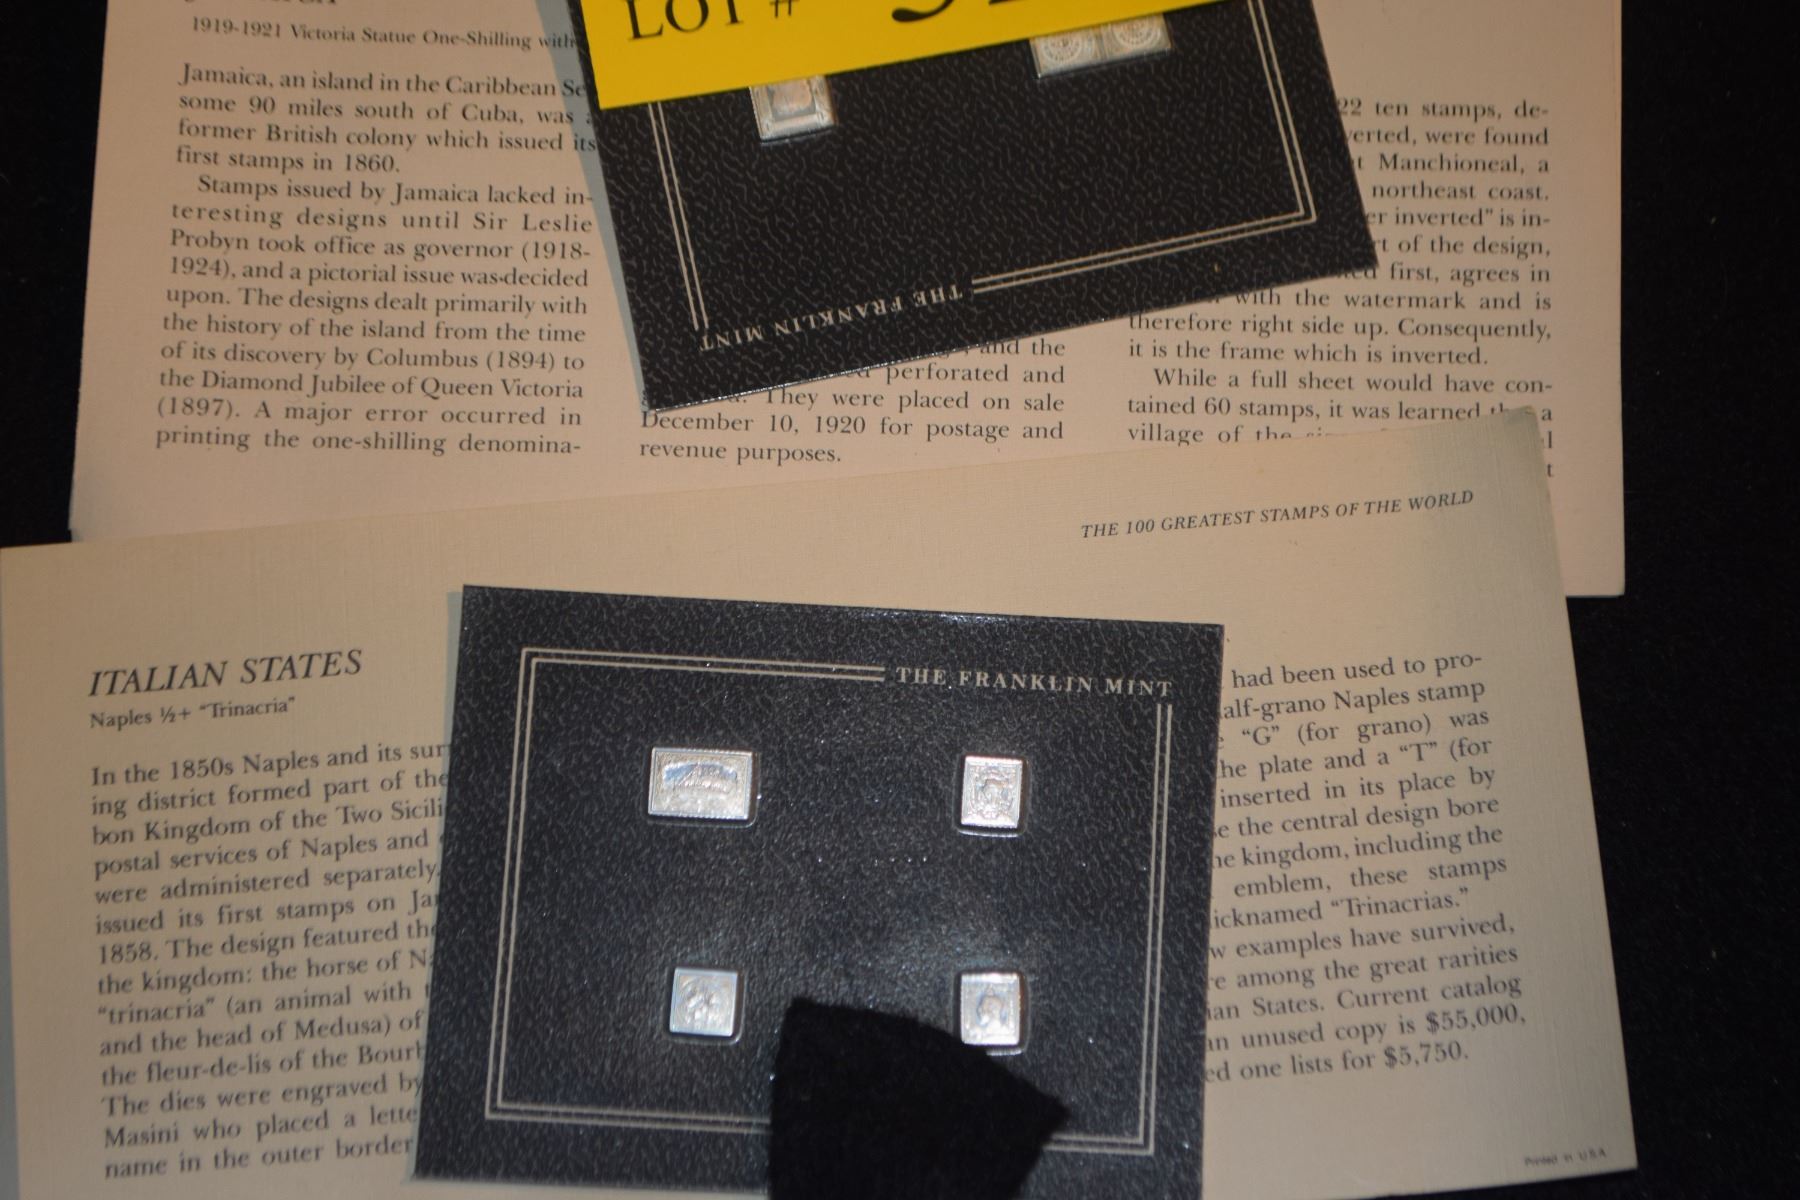 1919-1921 Victoria Statue One-Shilling with
Jamaica, an island in the Caribbean Se
some 90 miles south of Cuba, was a
former British colony which issued its
first stamps in 1860.
Stamps issued by Jamaica lacked in-
teresting designs until Sir Leslie
Probyn took office as governor (1918-
1924), and a pictorial issue was decided
upon. The designs dealt primarily with
the history of the island from the time
of its discovery by Columbus (1894) to
the Diamond Jubilee of Queen Victoria
(1897). A major error occurred in
printing the one-shilling denomina-
LOT #
THE FRANKLIN MINT
and the
perforated and
They were placed on sale
December 10, 1920 for postage and
revenue purposes.
22 ten stamps, de-
verted, were found
t Manchioneal, a
northeast coast.
er inverted" is in-
rt of the design,
first, agrees in
with the watermark and is
therefore right side up. Consequently,
it is the frame which is inverted.
While a full sheet would have con-
tained 60 stamps, it was learned a
village of the
THE 100 GREATEST STAMPS OF THE WORLD
ITALIAN STATES
Naples ½+ "Trinacria"
In the 1850s Naples and its sur
ing district formed part of the
bon Kingdom of the Two Sicili
postal services of Naples and
were administered separately.
issued its first stamps on Ja
1858. The design featured the
the kingdom: the horse of N
"trinacria" (an animal with
and the head of Medusa) of
the fleur-de-lis of the Bourb
The dies were engraved by
Masini who placed a lette
name in the outer border
THE FRANKLIN MINT
had been used to pro-
alf-grano Naples stamp
"G" (for grano) was
he plate and a "T" (for
inserted in its place by
e the central design bore
he kingdom, including the
emblem, these stamps
icknamed "Trinacrias."
w examples have survived,
re among the great rarities
ian States. Current catalog
an unused copy is $55,000,
ed one lists for $5,750.
Printed in U.S.A.